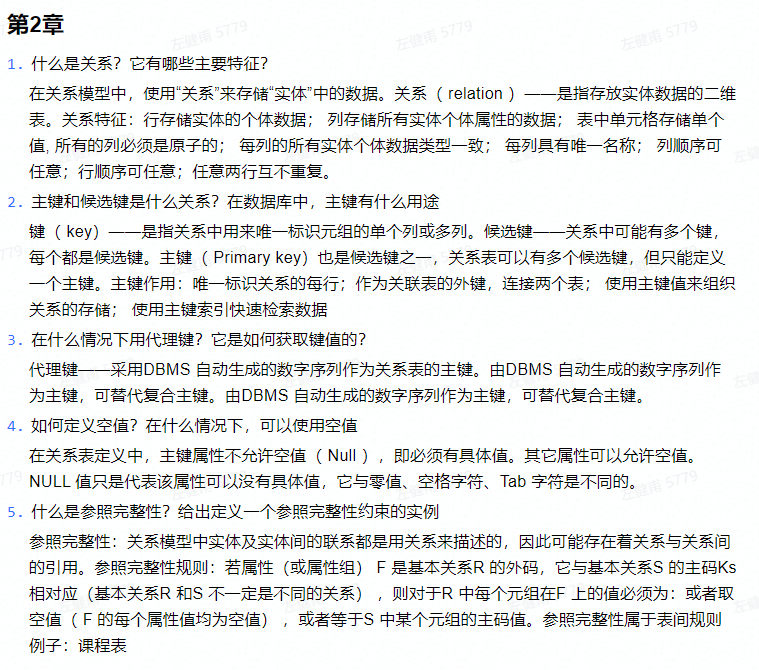 第2章
1. 什么是关系？它有哪些主要特征？
在关系模型中，使用“关系”来存储“实体”中的数据。关系（ relation ）——是指存放实体数据的二维
表。关系特征：行存储实体的个体数据； 列存储所有实体个体属性的数据； 表中单元格存储单个
值, 所有的列必须是原子的； 每列的所有实体个体数据类型一致； 每列具有唯一名称； 列顺序可
任意；行顺序可任意；任意两行互不重复。
2. 主键和候选键是什么关系？在数据库中，主键有什么用途
键（ key）——是指关系中用来唯一标识元组的单个列或多列。候选键——关系中可能有多个键，
每个都是候选键。主键（ Primary key）也是候选键之一，关系表可以有多个候选键，但只能定义
一个主键。主键作用：唯一标识关系的每行；作为关联表的外键，连接两个表； 使用主键值来组织
关系的存储； 使用主键索引快速检索数据
3. 在什么情况下用代理键？它是如何获取键值的？
代理键——采用DBMS 自动生成的数字序列作为关系表的主键。由DBMS 自动生成的数字序列作
为主键，可替代复合主键。由DBMS 自动生成的数字序列作为主键，可替代复合主键。
4. 如何定义空值？在什么情况下，可以使用空值
在关系表定义中，主键属性不允许空值（ Null ），即必须有具体值。其它属性可以允许空值。
NULL 值只是代表该属性可以没有具体值，它与零值、空格字符、Tab 字符是不同的。
5. 什么是参照完整性？给出定义一个参照完整性约束的实例
参照完整性：关系模型中实体及实体间的联系都是用关系来描述的，因此可能存在着关系与关系间
的引用。参照完整性规则：若属性（或属性组） F 是基本关系R 的外码，它与基本关系S 的主码Ks
相对应（基本关系R 和S 不一定是不同的关系） ，则对于R 中每个元组在F 上的值必须为：或者取
空值（ F 的每个属性值均为空值） ，或者等于S 中某个元组的主码值。参照完整性属于表间规则
例子：课程表